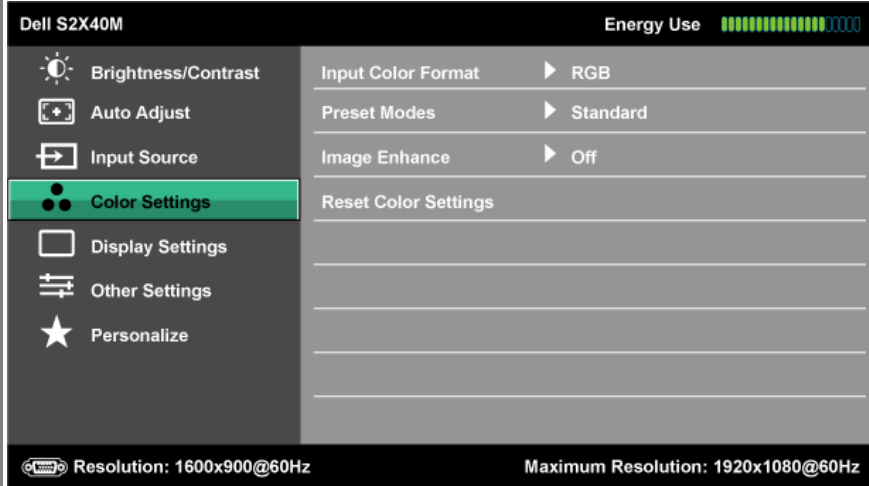 Dell S2X40M
Energy Use
Brightness/Contrast
Auto Adjust
Input Source
Color Settings
Display Settings
Other Settings
Personalize
Input Color Format RGB
Preset Modes Standard
Image Enhance Off
Reset Color Settings
Resolution: 1600x900@60Hz
Maximum Resolution: 1920x1080@60Hz